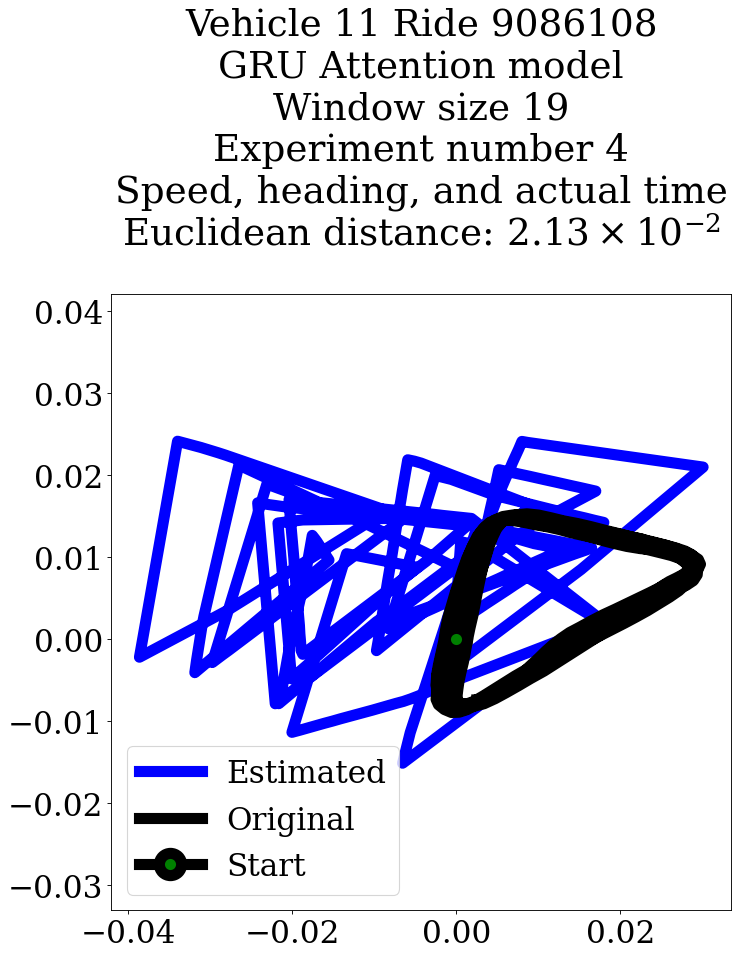 Vehicle 11 Ride 9086108
GRU Attention model
Window size 19
Experiment number 4
Speed, heading, and actual time
Euclidean distance: 2.13 × 10⁻²
0.04
0.03
0.02
0.01
0.00
−0.01
−0.02
−0.03
Estimated
Original
Start
−0.04 −0.02 0.00 0.02